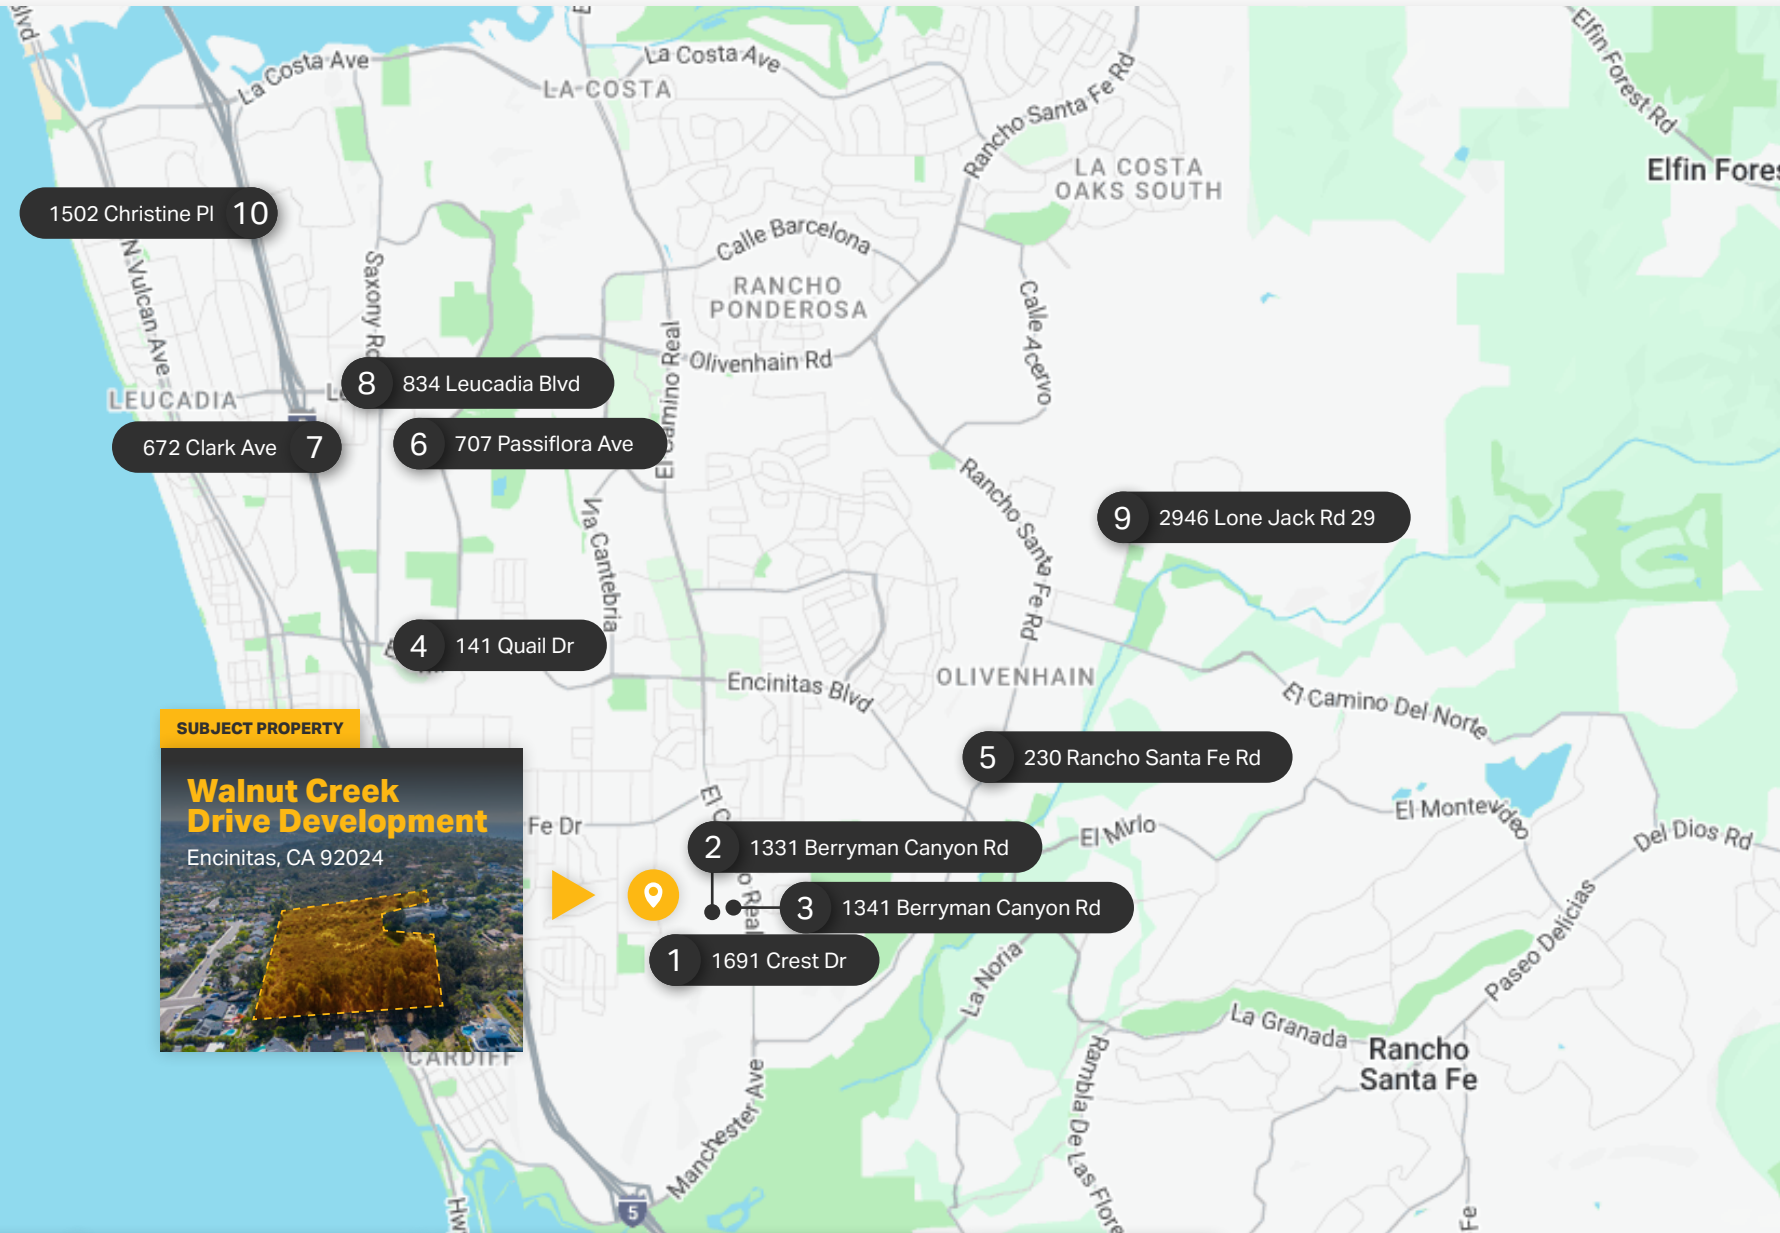 La Costa Ave
La Costa Ave
LA COSTA
Rancho Santa Fe Rd
Elfin Forest Rd
LA COSTA
OAKS SOUTH
1502 Christine Pl 10
N Vulcan Ave
Saxony Rd
Calle Barcelona
RANCHO
PONDEROSA
Calle Acervo
El Camino Real
Olivenhain Rd
8 834 Leucadia Blvd
LEUCADIA
672 Clark Ave 7
6 707 Passiflora Ave
Rancho Santa Fe Rd
Via Cantebria
9 2946 Lone Jack Rd 29
4 141 Quail Dr
Encinitas Blvd
OLIVENHAIN
El Camino Del Norte
SUBJECT PROPERTY
Walnut Creek
Drive Development
Encinitas, CA 92024
5 230 Rancho Santa Fe Rd
Fe Dr
El Mirlo
El Montevideo
Del Dios Rd
2 1331 Berryman Canyon Rd
3 1341 Berryman Canyon Rd
1 1691 Crest Dr
La Noria
Paseo Delicias
La Granada
Rancho
Santa Fe
CARDIFF
Manchester Ave
Rambla De Las Flore
5
Fe